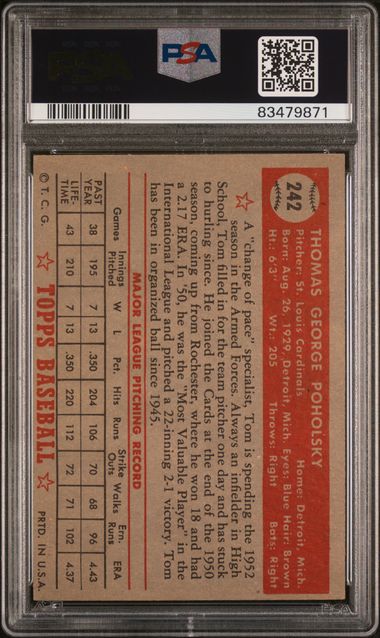 PSA
PSA
83479871
242
THOMAS GEORGE POHOLSKY
Pitcher: St. Louis Cardinals Home: Detroit, Mich.
Born: Aug. 26, 1929, Detroit, Mich. Eyes: Blue Hair: Brown
Ht.: 6'3" Wt.: 205 Throws: Right Bats: Right
A "change of pace" specialist, Tom is spending the 1952
season in the Armed Forces. Always an infielder in High
School, Tom filled in for the team pitcher one day and has stuck
to hurling since. He joined the Cards at the end of the 1950
season, coming up from Rochester, where he won 18 and had
a 2.17 ERA. In '50, he was the "Most Valuable Player" in the
International League and pitched a 22-inning 2-1 victory. Tom
has been in organized ball since 1945.
MAJOR LEAGUE PITCHING RECORD
Games Innings Pitched W L Pct. Hits Runs Strike Outs Walks Ern. Runs ERA
PAST YEAR 38 195 7 13 .350 204 106 70 68 96 4.43
LIFE-TIME 43 210 7 13 .350 220 112 72 71 102 4.37
© T. C. G. TOPPS BASEBALL PRTD. IN U.S.A.